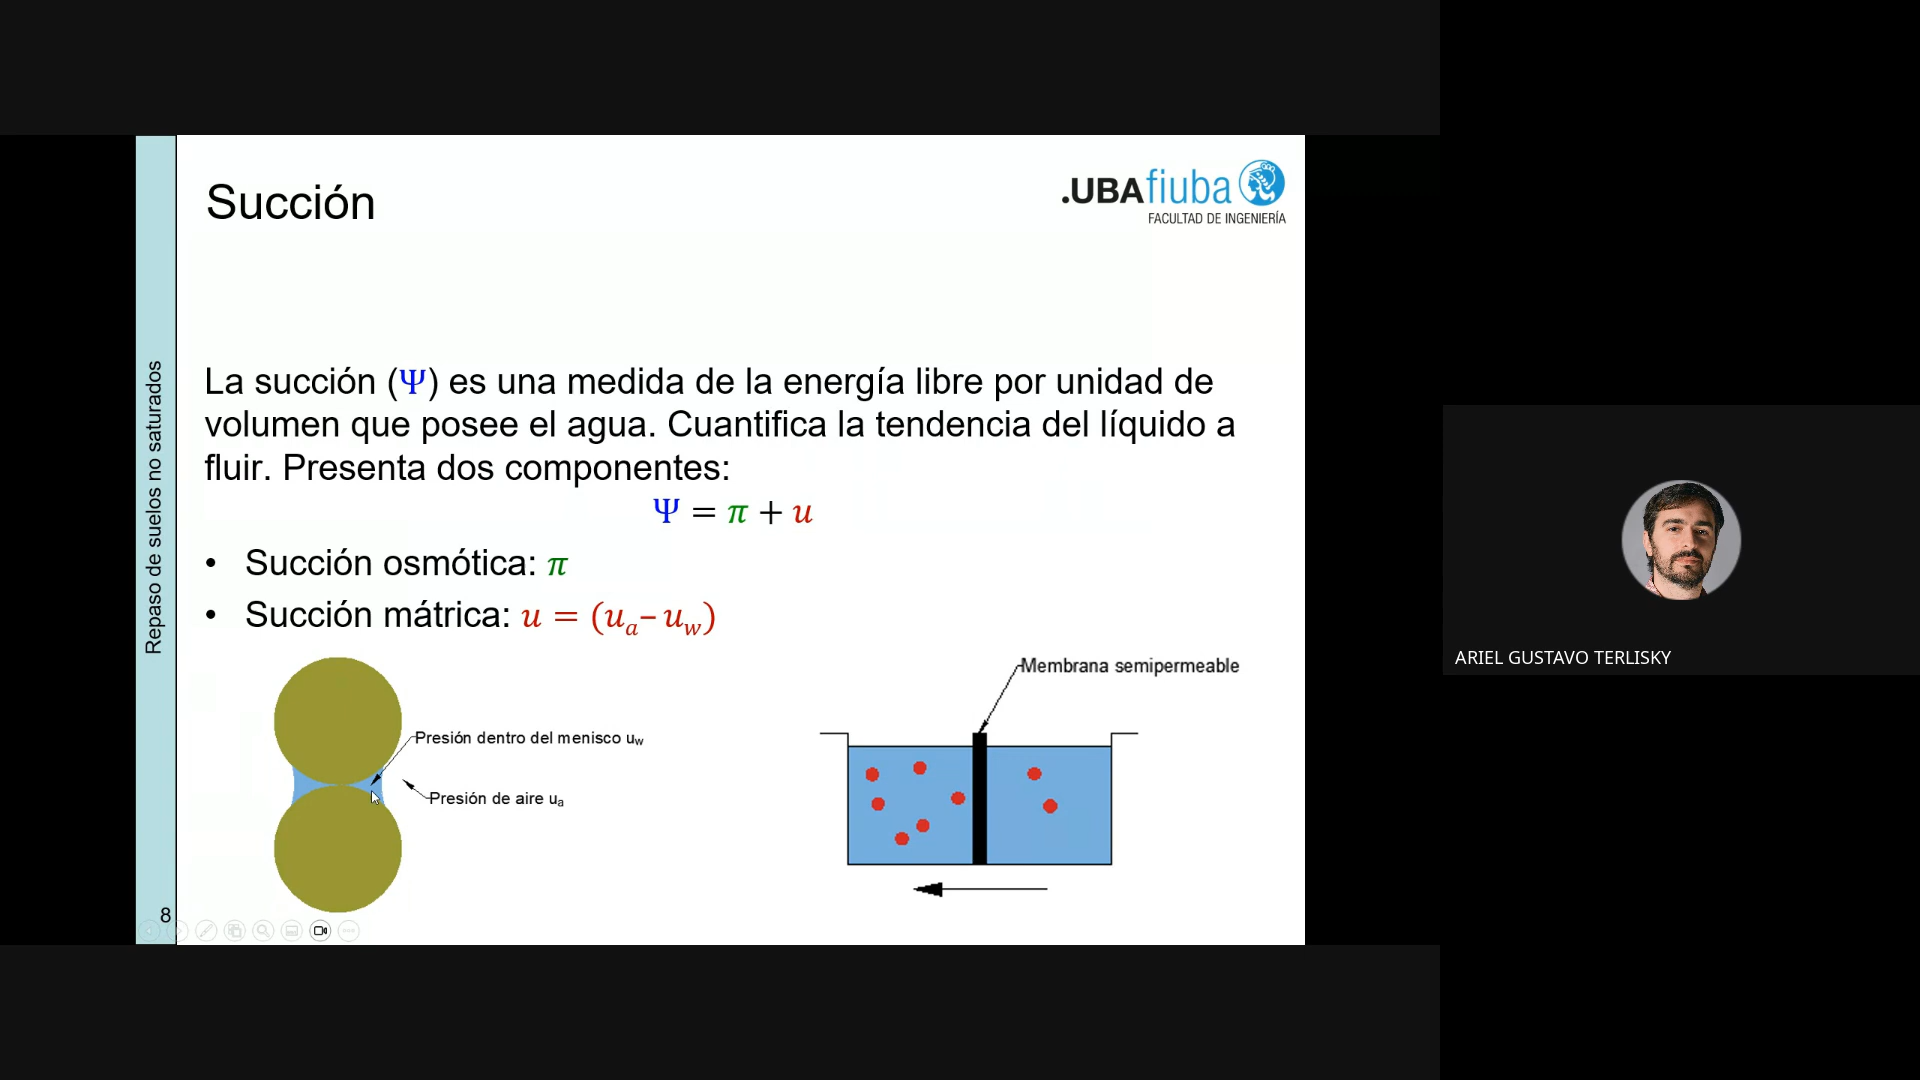 Succión
.UBAfiuba
FACULTAD DE INGENIERÍA
Repaso de suelos no saturados
La succión (Ψ) es una medida de la energía libre por unidad de
volumen que posee el agua. Cuantifica la tendencia del líquido a
fluir. Presenta dos componentes:
Ψ = π + u
• Succión osmótica: π
• Succión mátrica: u = (uₐ– u_w)
Membrana semipermeable
Presión dentro del menisco u_w
Presión de aire uₐ
8
ARIEL GUSTAVO TERLISKY